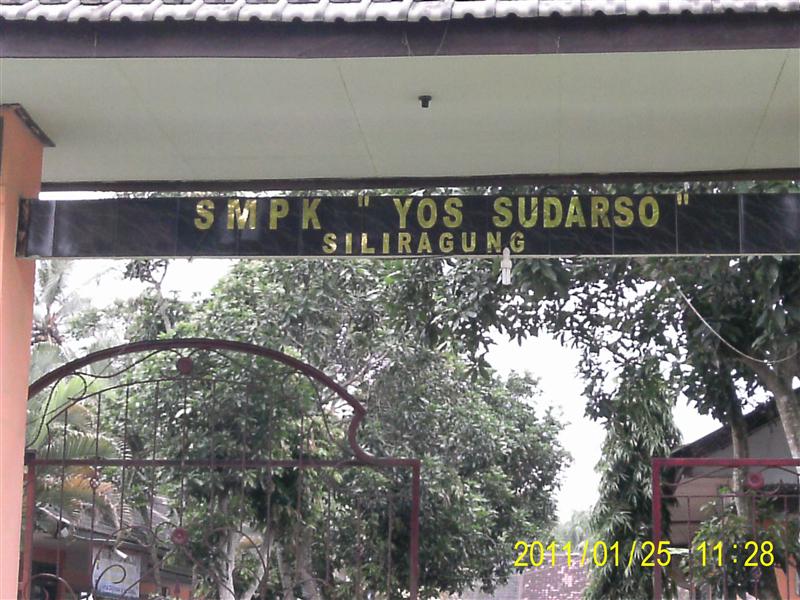 SMPK " YOS SUDARSO "
SILIRAGUNG
2011/01/25 11:28